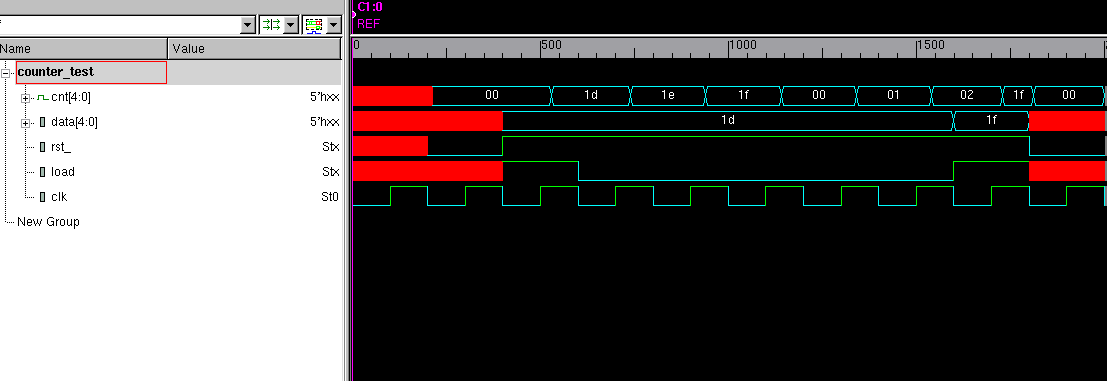 C1:0
REF
Name Value
0 500 1000 1500
counter_test
cnt[4:0] 5'hxx 00 1d 1e 1f 00 01 02 1f 00
data[4:0] 5'hxx 1d 1f
rst_ Stx
load Stx
clk St0
New Group